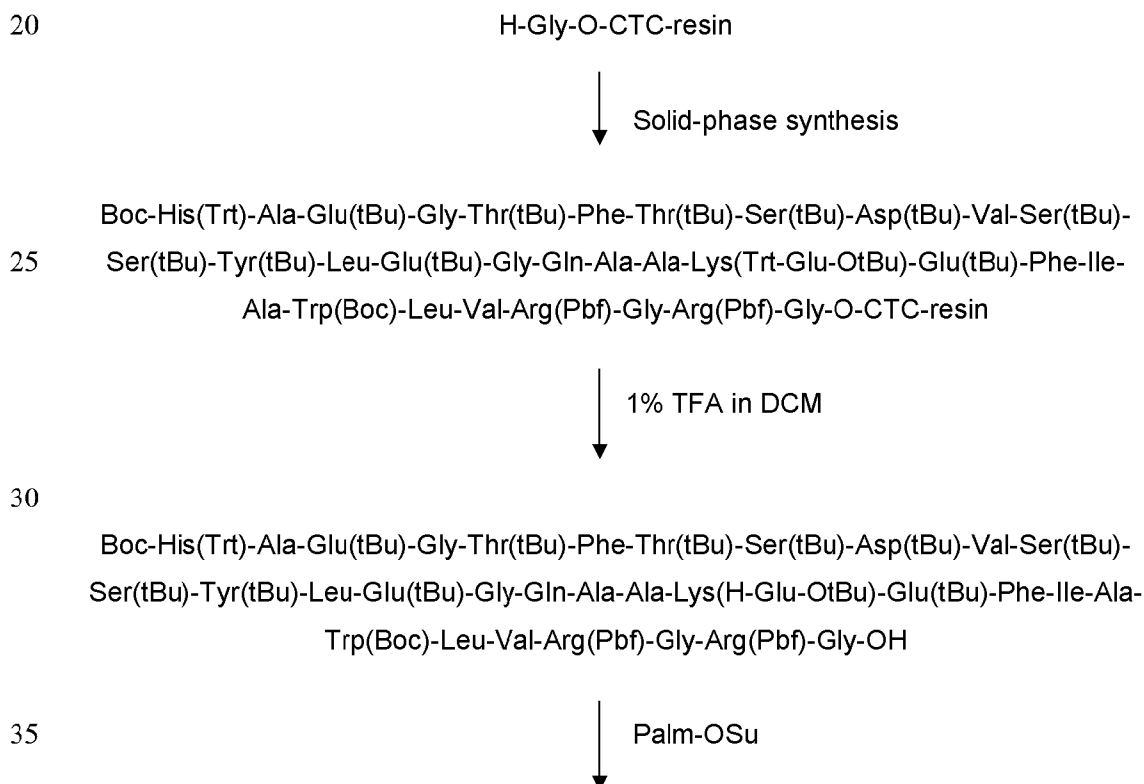 20 H-Gly-O-CTC-resin
Solid-phase synthesis
Boc-His(Trt)-Ala-Glu(tBu)-Gly-Thr(tBu)-Phe-Thr(tBu)-Ser(tBu)-Asp(tBu)-Val-Ser(tBu)-
25 Ser(tBu)-Tyr(tBu)-Leu-Glu(tBu)-Gly-Gln-Ala-Ala-Lys(Trt-Glu-OtBu)-Glu(tBu)-Phe-Ile-
Ala-Trp(Boc)-Leu-Val-Arg(Pbf)-Gly-Arg(Pbf)-Gly-O-CTC-resin
1% TFA in DCM
30
Boc-His(Trt)-Ala-Glu(tBu)-Gly-Thr(tBu)-Phe-Thr(tBu)-Ser(tBu)-Asp(tBu)-Val-Ser(tBu)-
Ser(tBu)-Tyr(tBu)-Leu-Glu(tBu)-Gly-Gln-Ala-Ala-Lys(H-Glu-OtBu)-Glu(tBu)-Phe-Ile-Ala-
Trp(Boc)-Leu-Val-Arg(Pbf)-Gly-Arg(Pbf)-Gly-OH
35 Palm-OSu